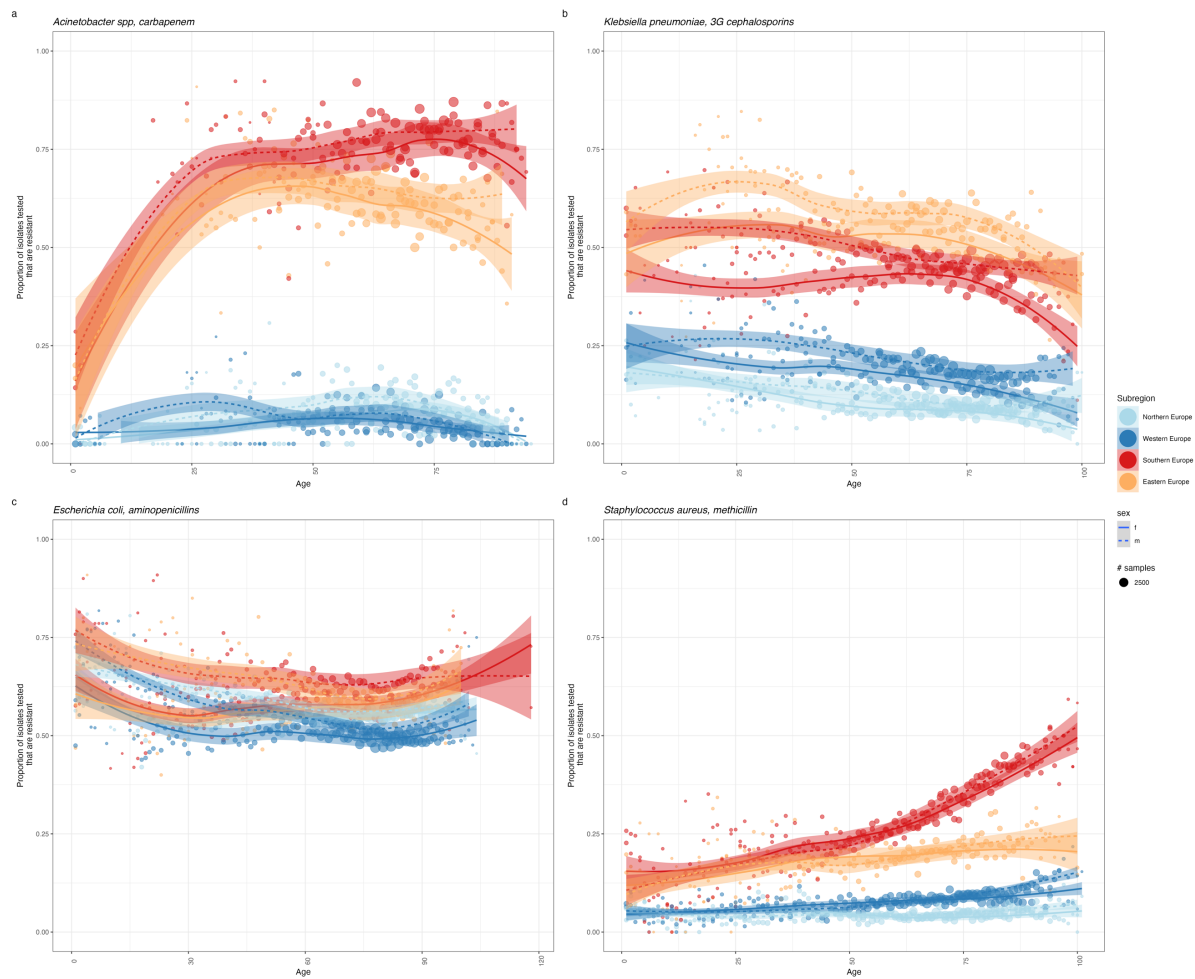 a
Acinetobacter spp, carbapenem
1.00
0.75
0.50
0.25
0.00
Proportion of isolates tested
that are resistant
0
25
50
75
Age
b
Klebsiella pneumoniae, 3G cephalosporins
1.00
0.75
0.50
0.25
0.00
Proportion of isolates tested
that are resistant
0
25
50
75
100
Age
c
Escherichia coli, aminopenicillins
1.00
0.75
0.50
0.25
0.00
Proportion of isolates tested
that are resistant
0
30
60
90
120
Age
d
Staphylococcus aureus, methicillin
1.00
0.75
0.50
0.25
0.00
Proportion of isolates tested
that are resistant
0
25
50
75
100
Age
Subregion
Northern Europe
Western Europe
Southern Europe
Eastern Europe
sex
f
m
# samples
2500